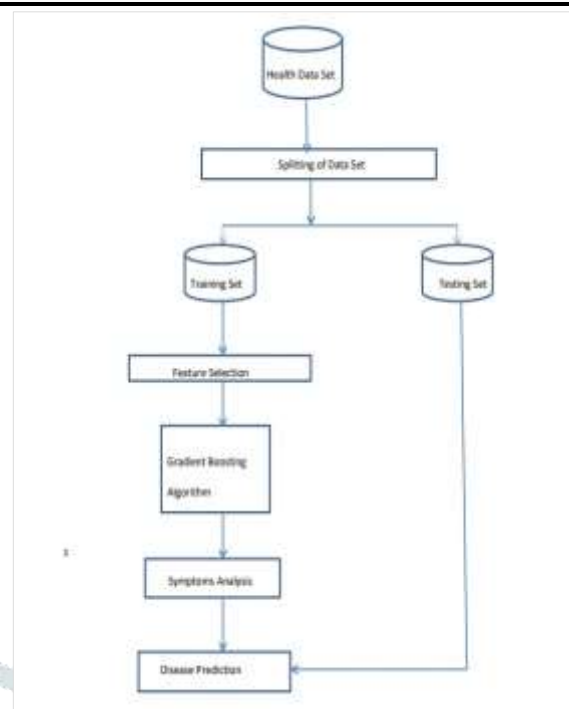 Health Data Set
Splitting of Data Set
Training Set
Testing Set
Feature Selection
Gradient Boosting
Algorithm
Symptoms Analysis
Disease Prediction